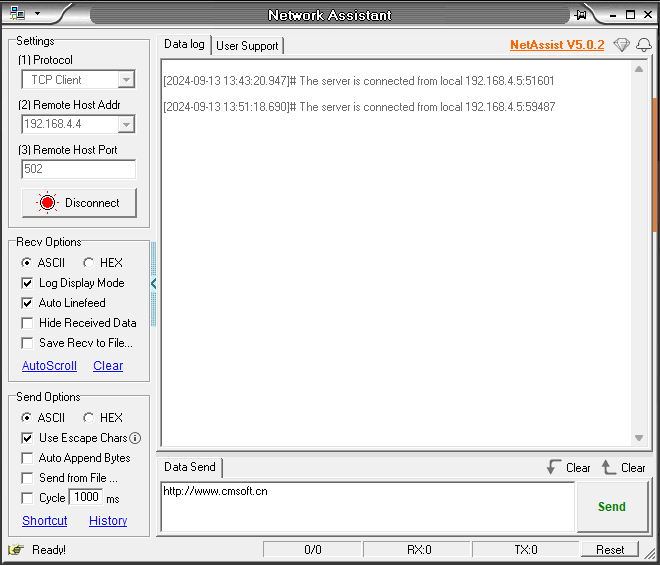 Network Assistant
Settings
(1) Protocol
TCP Client
(2) Remote Host Addr
192.168.4.4
(3) Remote Host Port
502
Disconnect
Recv Options
ASCII HEX
Log Display Mode
Auto Linefeed
Hide Received Data
Save Recv to File...
AutoScroll Clear
Send Options
ASCII HEX
Use Escape Chars
Auto Append Bytes
Send from File ...
Cycle 1000 ms
Shortcut History
Data log User Support NetAssist V5.0.2
[2024-09-13 13:43:20.947]# The server is connected from local 192.168.4.5:51601
[2024-09-13 13:51:18.690]# The server is connected from local 192.168.4.5:59487
Data Send Clear Clear
http://www.cmsoft.cn
Send
Ready! 0/0 RX:0 TX:0 Reset